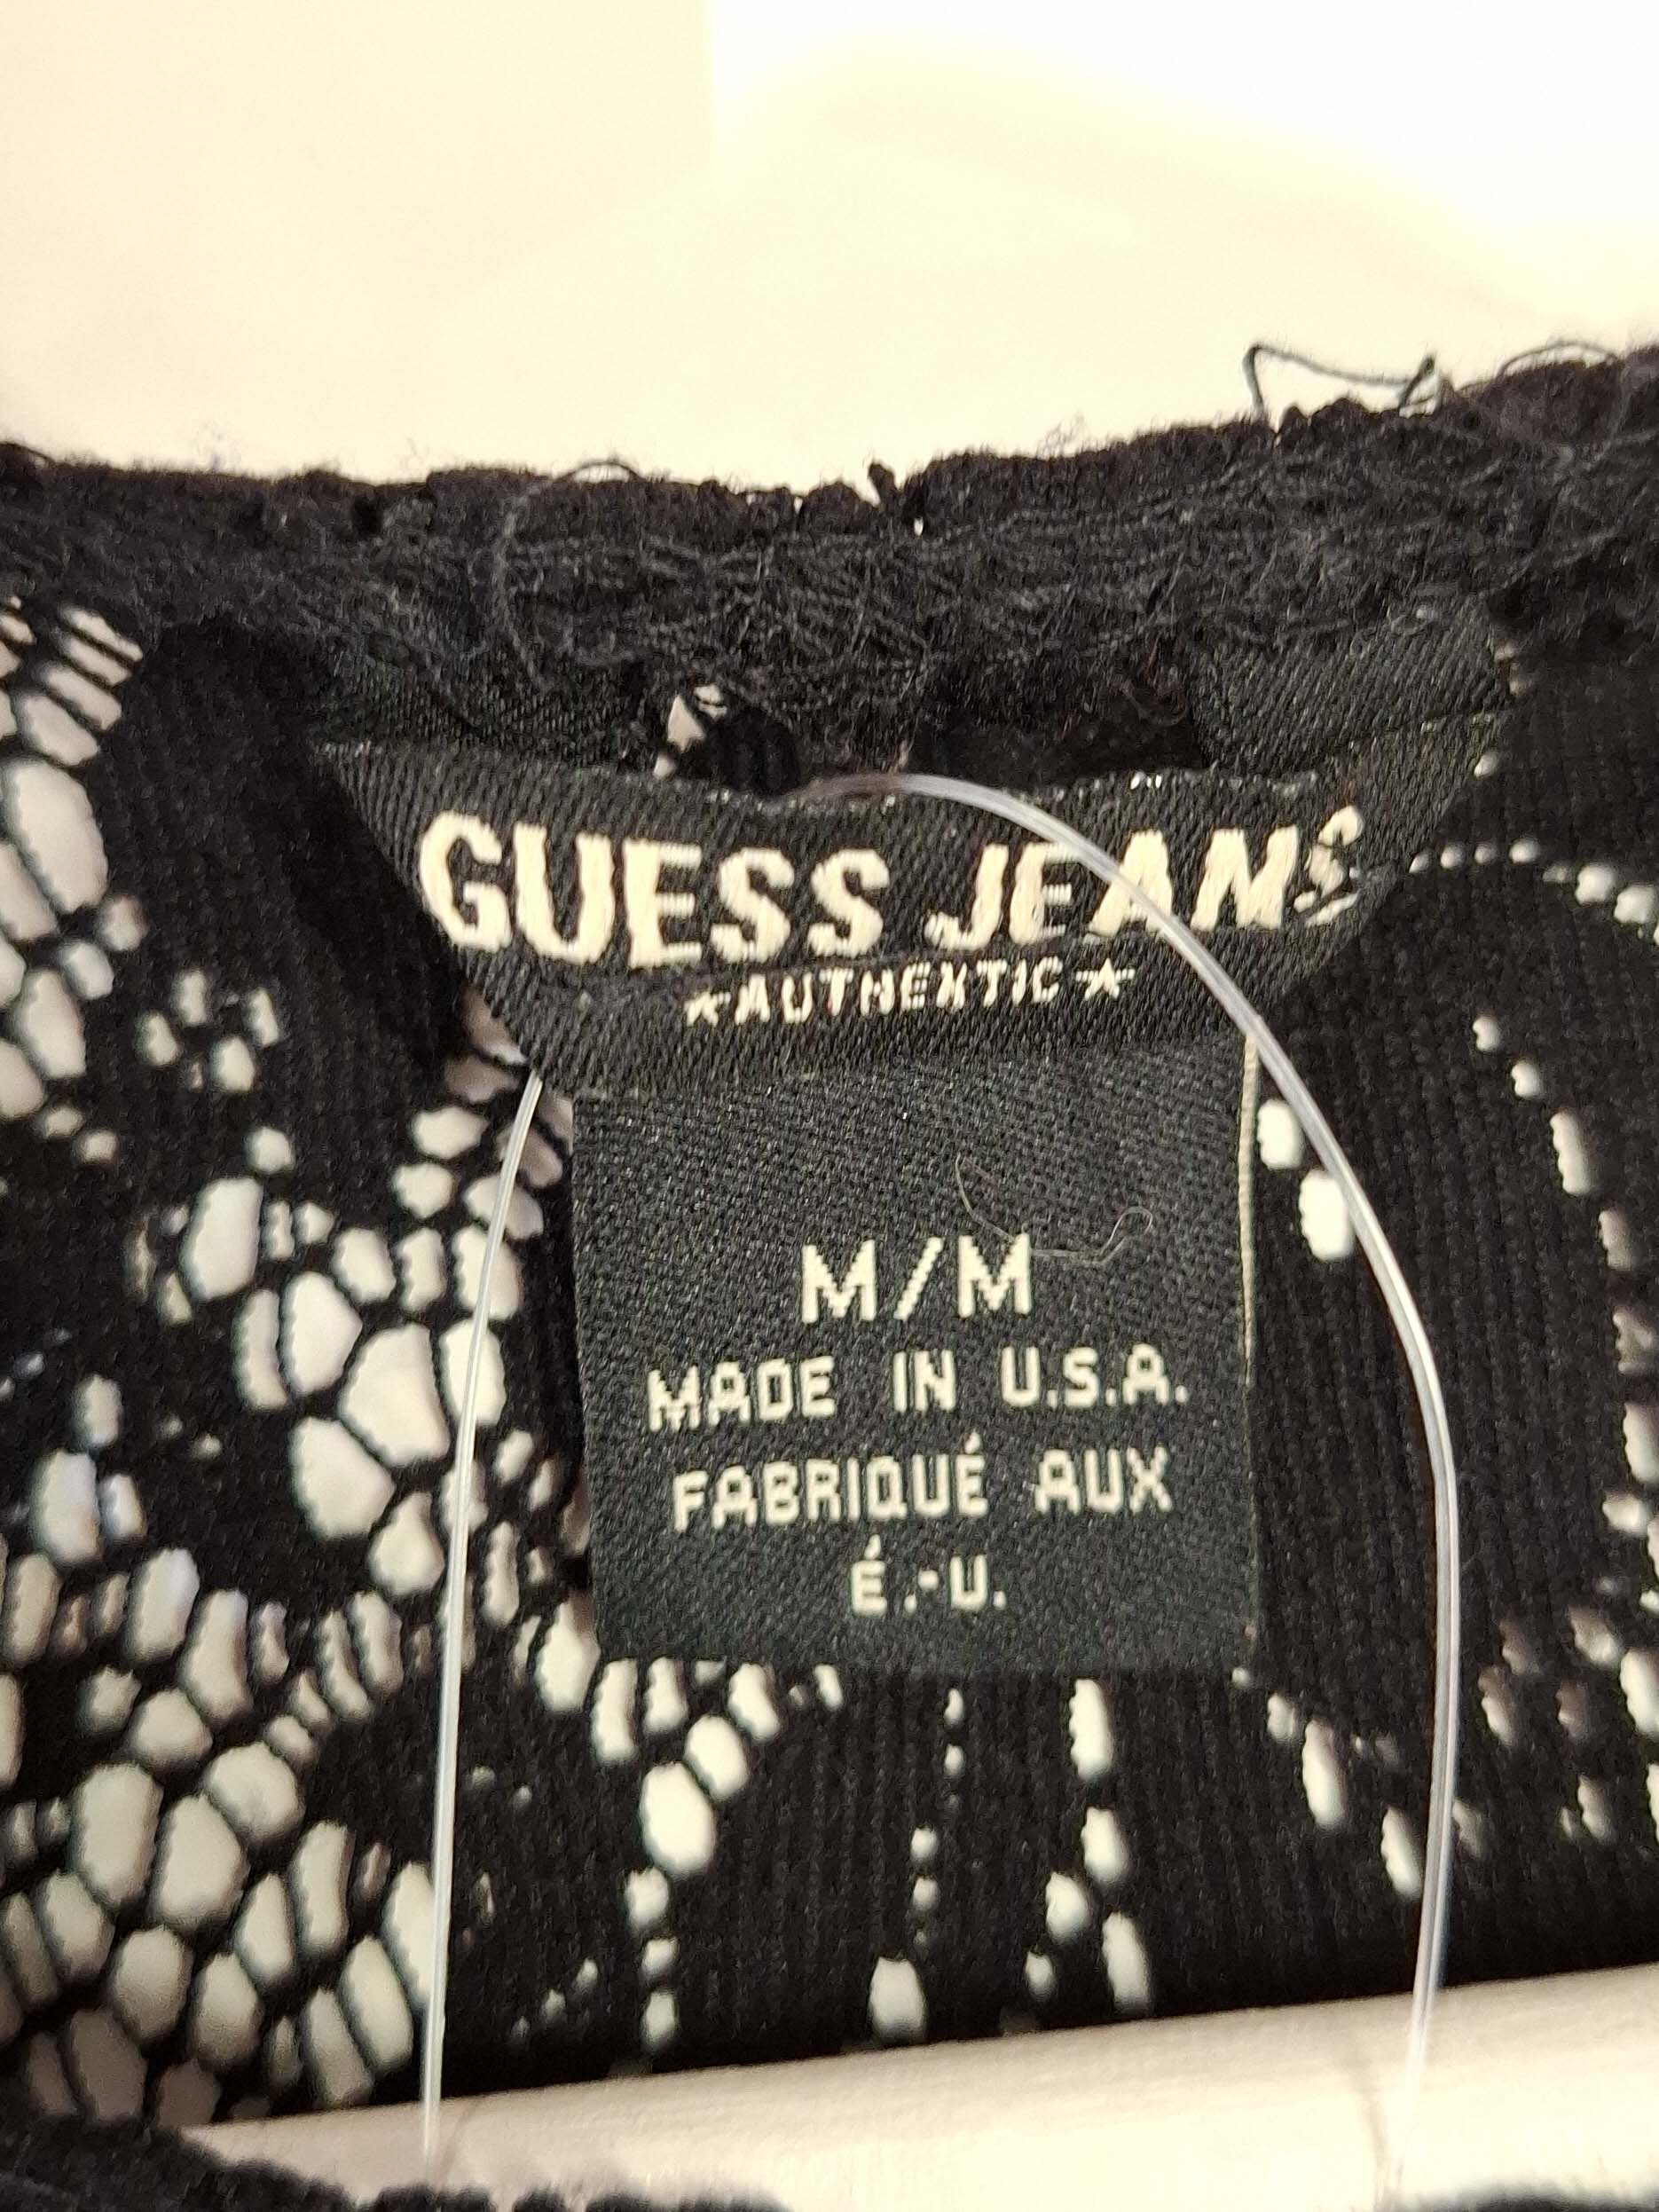 GUESS JEANS
★AUTHENTIC★
M/M
MADE IN U.S.A.
FABRIQUÉ AUX
É.-U.